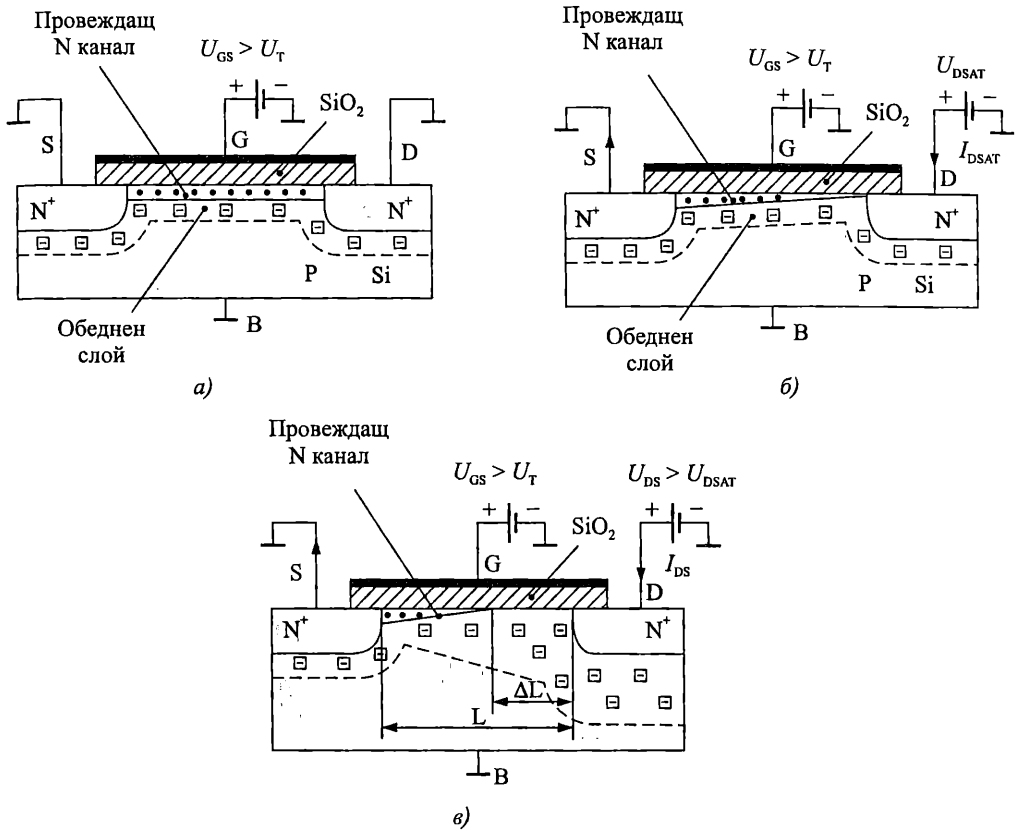 Провеждащ
N канал
U_GS > U_T
+ −
SiO₂
S
G
D
N⁺
N⁺
P
Si
Обеднен
слой
B
а)
Провеждащ
N канал
U_GS > U_T
U_DSAT
+ −
+ −
SiO₂
I_DSAT
S
G
D
N⁺
N⁺
P
Si
Обеднен
слой
B
б)
Провеждащ
N канал
U_GS > U_T
U_DS > U_DSAT
+ −
+ −
SiO₂
S
G
I_DS
D
N⁺
N⁺
ΔL
L
B
в)